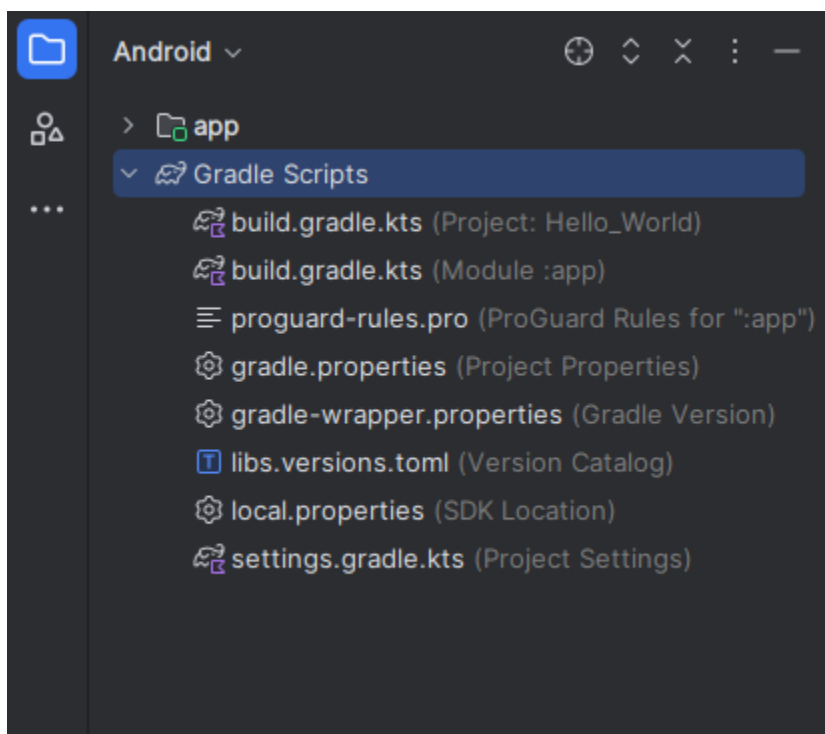 Android
app
Gradle Scripts
build.gradle.kts (Project: Hello_World)
build.gradle.kts (Module :app)
proguard-rules.pro (ProGuard Rules for ":app")
gradle.properties (Project Properties)
gradle-wrapper.properties (Gradle Version)
libs.versions.toml (Version Catalog)
local.properties (SDK Location)
settings.gradle.kts (Project Settings)